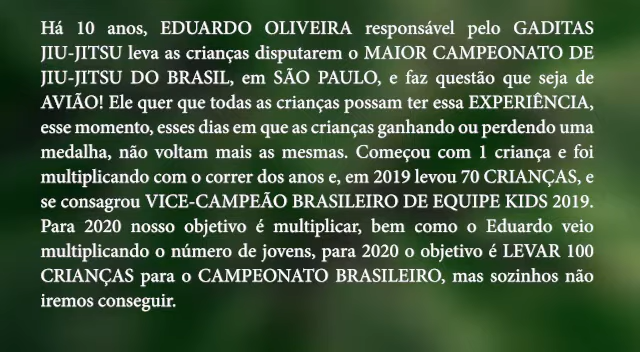 Há 10 anos, EDUARDO OLIVEIRA responsável pelo GADITAS
JIU-JITSU leva as crianças disputarem o MAIOR CAMPEONATO DE
JIU-JITSU DO BRASIL, em SÃO PAULO, e faz questão que seja de
AVIÃO! Ele quer que todas as crianças possam ter essa EXPERIÊNCIA,
esse momento, esses dias em que as crianças ganhando ou perdendo uma
medalha, não voltam mais as mesmas. Começou com 1 criança e foi
multiplicando com o correr dos anos e, em 2019 levou 70 CRIANÇAS, e
se consagrou VICE-CAMPEÃO BRASILEIRO DE EQUIPE KIDS 2019.
Para 2020 nosso objetivo é multiplicar, bem como o Eduardo veio
multiplicando o número de jovens, para 2020 o objetivo é LEVAR 100
CRIANÇAS para o CAMPEONATO BRASILEIRO, mas sozinhos não
iremos conseguir.